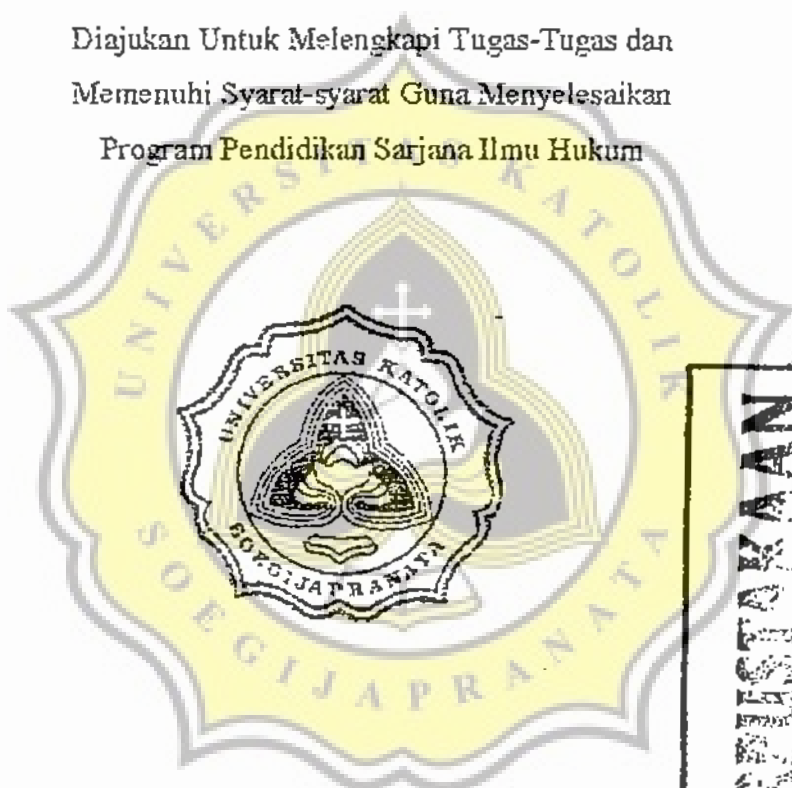 Diajukan Untuk Melengkapi Tugas-Tugas dan
Memenuhi Syarat-syarat Guna Menyelesaikan
Program Pendidikan Sarjana Ilmu Hukum
UNIVERSITAS KATOLIK
SOEGIJAPRANATA
UNIVERSITAS KATOLIK
SOEGIJAPRANATA